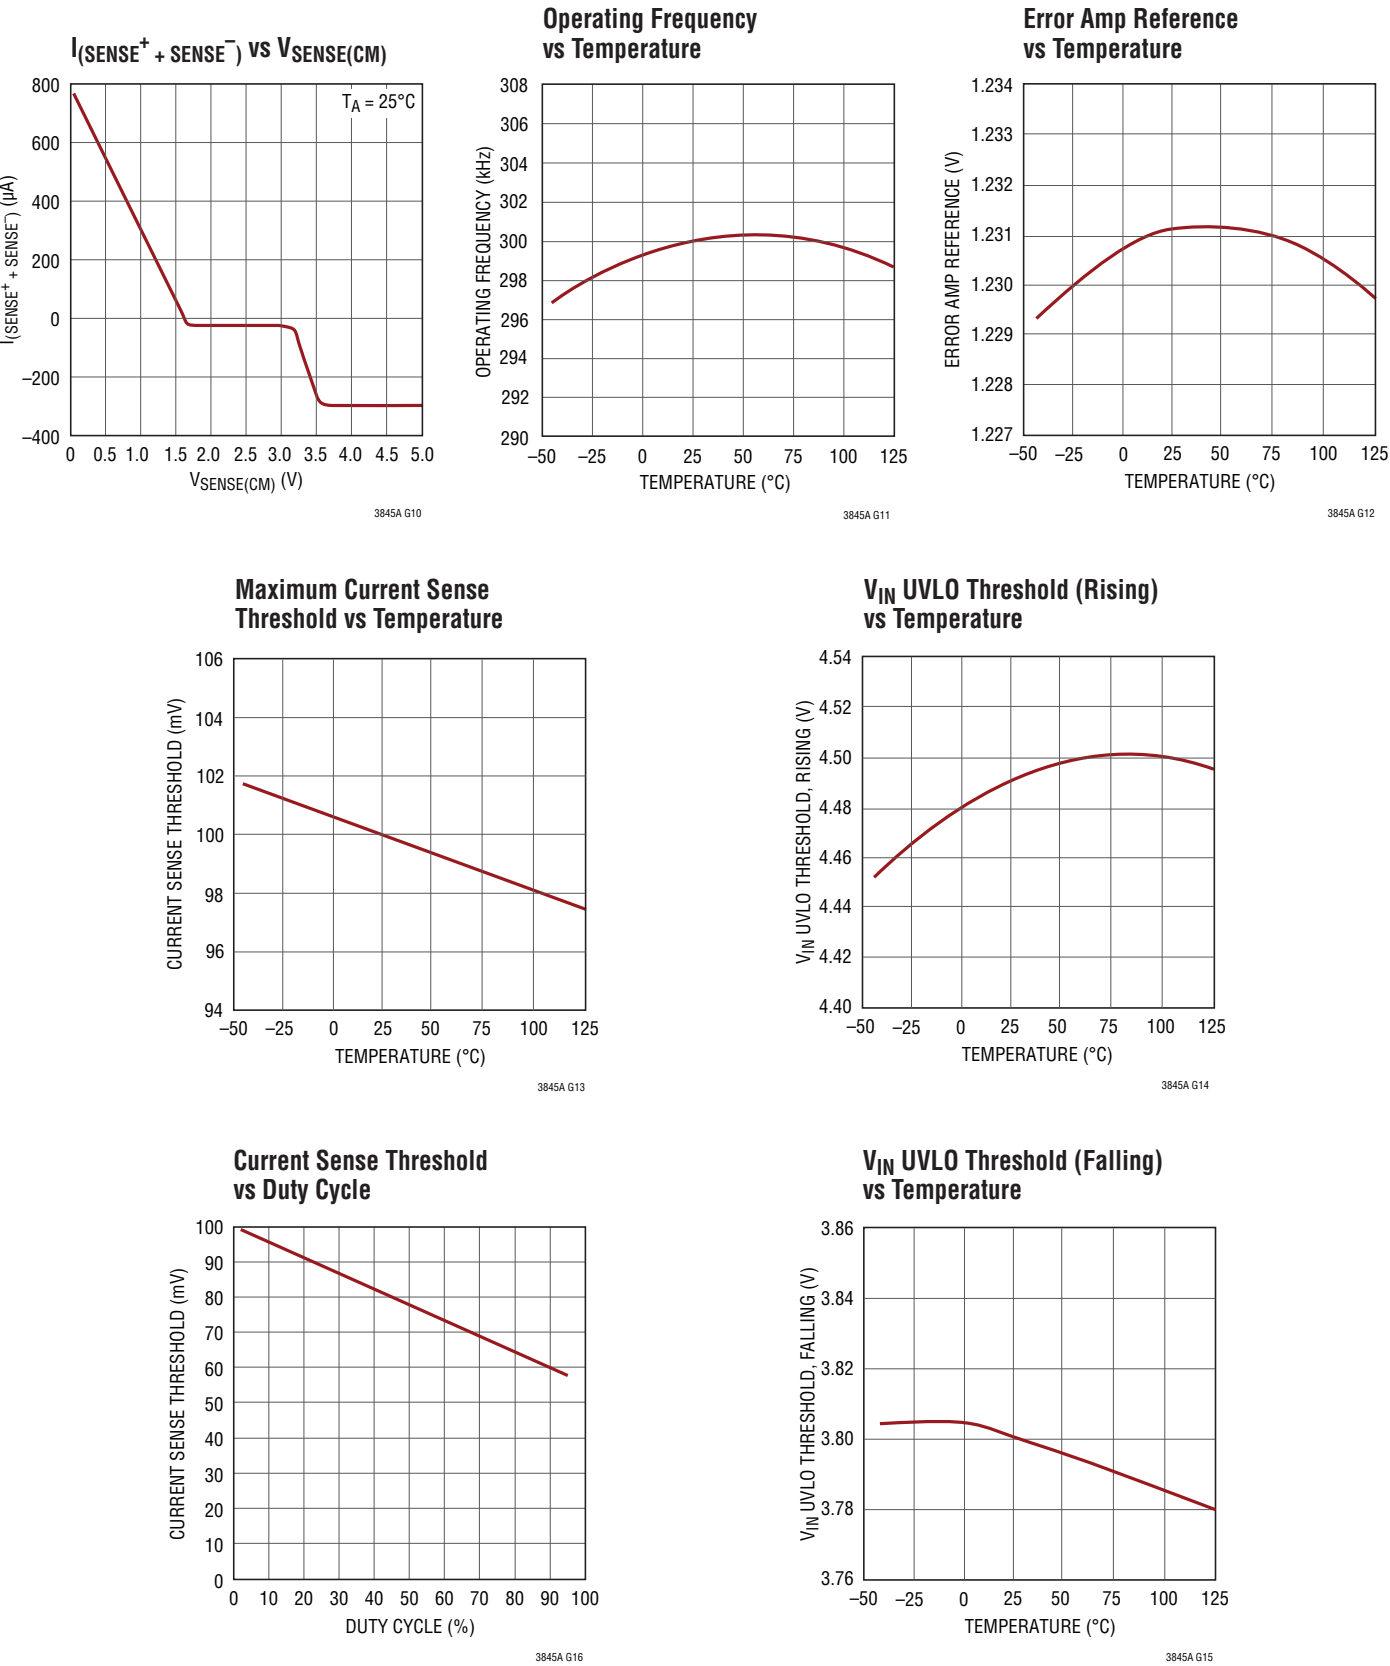 I(SENSE+ + SENSE–) vs VSENSE(CM)
TA = 25°C
I(SENSE+ + SENSE–) (µA)
800
600
400
200
0
–200
–400
0 0.5 1.0 1.5 2.0 2.5 3.0 3.5 4.0 4.5 5.0
VSENSE(CM) (V)
3845A G10
Operating Frequency
vs Temperature
OPERATING FREQUENCY (kHz)
308
306
304
302
300
298
296
294
292
290
–50 –25 0 25 50 75 100 125
TEMPERATURE (°C)
3845A G11
Error Amp Reference
vs Temperature
ERROR AMP REFERENCE (V)
1.234
1.233
1.232
1.231
1.230
1.229
1.228
1.227
–50 –25 0 25 50 75 100 125
TEMPERATURE (°C)
3845A G12
Maximum Current Sense
Threshold vs Temperature
CURRENT SENSE THRESHOLD (mV)
106
104
102
100
98
96
94
–50 –25 0 25 50 75 100 125
TEMPERATURE (°C)
3845A G13
VIN UVLO Threshold (Rising)
vs Temperature
VIN UVLO THRESHOLD, RISING (V)
4.54
4.52
4.50
4.48
4.46
4.44
4.42
4.40
–50 –25 0 25 50 75 100 125
TEMPERATURE (°C)
3845A G14
Current Sense Threshold
vs Duty Cycle
CURRENT SENSE THRESHOLD (mV)
100
90
80
70
60
50
40
30
20
10
0
0 10 20 30 40 50 60 70 80 90 100
DUTY CYCLE (%)
3845A G16
VIN UVLO Threshold (Falling)
vs Temperature
VIN UVLO THRESHOLD, FALLING (V)
3.86
3.84
3.82
3.80
3.78
3.76
–50 –25 0 25 50 75 100 125
TEMPERATURE (°C)
3845A G15